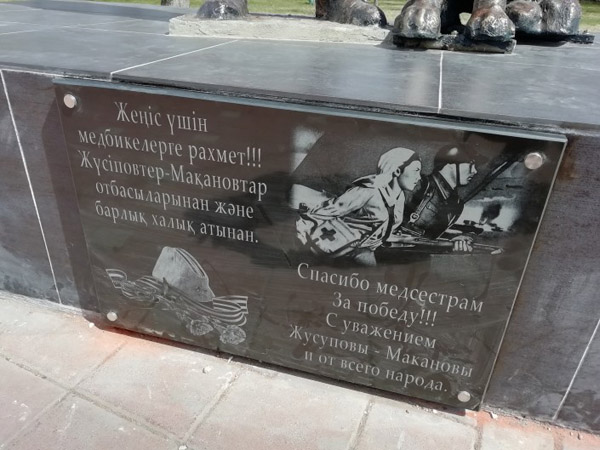 Жеңіс үшін
медбикелерге рахмет!!!
Жүсіповтер-Мақановтар
отбасыларынан және
барлық халық атынан.
Спасибо медсестрам
За победу!!!
С уважением
Жусуповы - Макановы
и от всего народа.